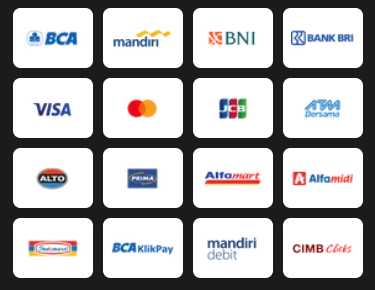 BCA
mandiri
BNI
BANK BRI
VISA
JCB
ATM
Bersama
ALTO
PRIMA
Alfamart
Alfamidi
Indomaret
BCA KlikPay
mandiri
debit
CIMB Clicks